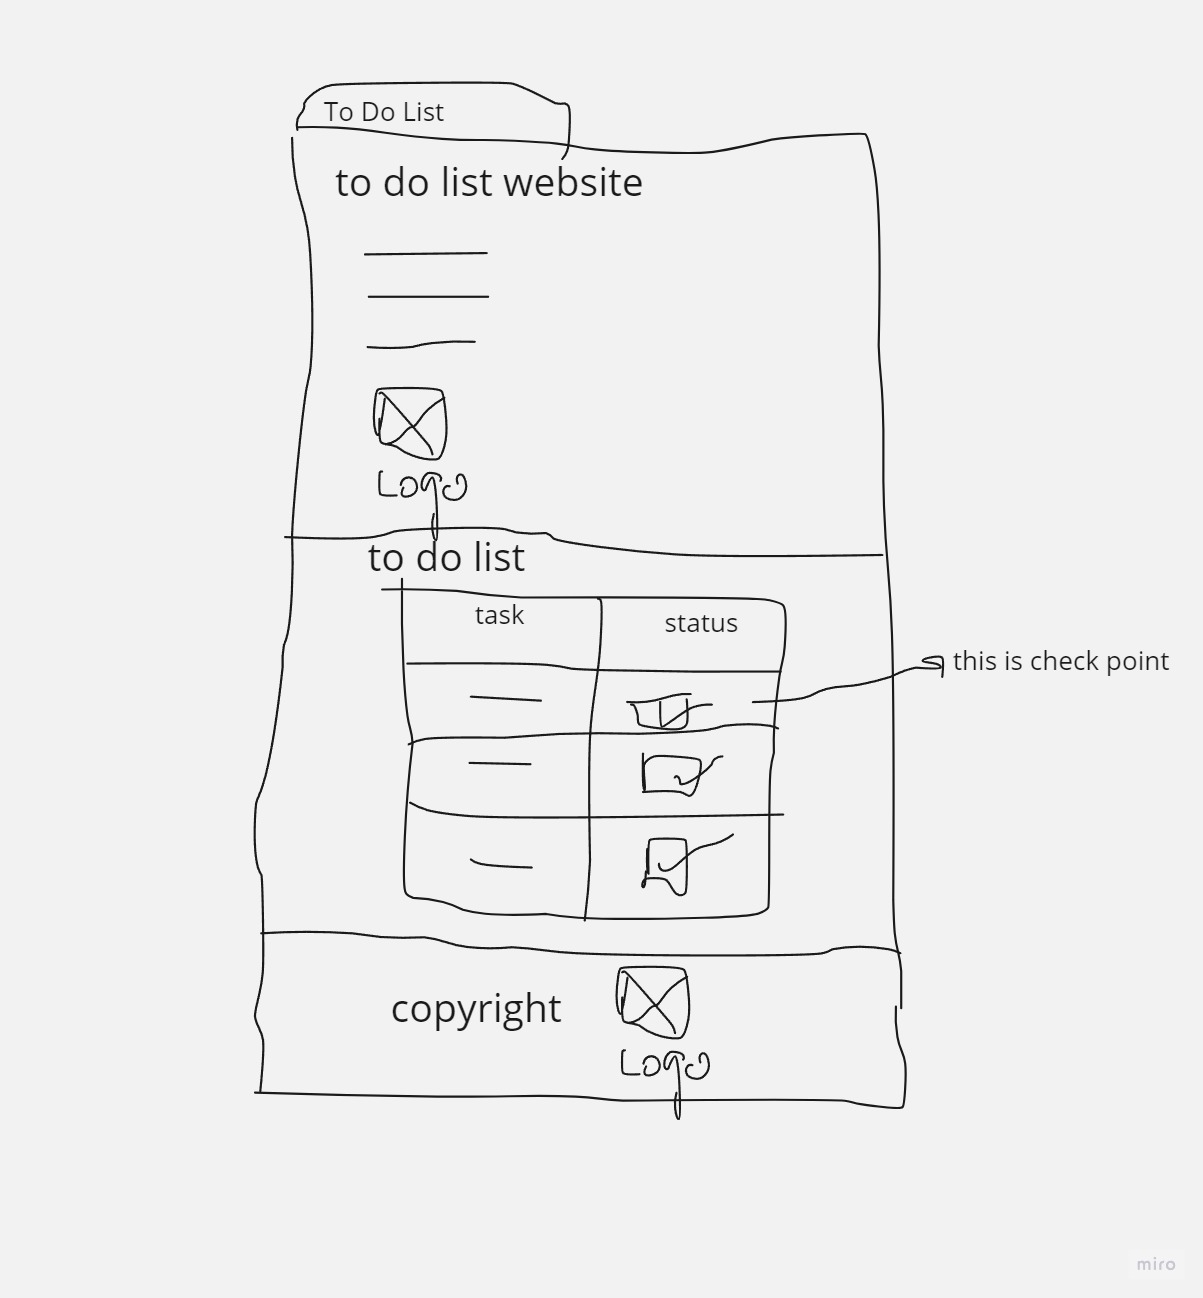 To Do List
to do list website
Logo
to do list
task
status
this is check point
copyright
Logo
miro